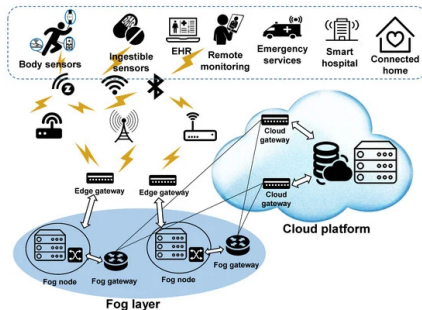 Body sensors
Ingestible
sensors
EHR
Remote
monitoring
Emergency
services
Smart
hospital
Connected
home
Edge gateway
Edge gateway
Cloud
gateway
Cloud
gateway
Cloud platform
Fog node
Fog gateway
Fog node
Fog gateway
Fog layer